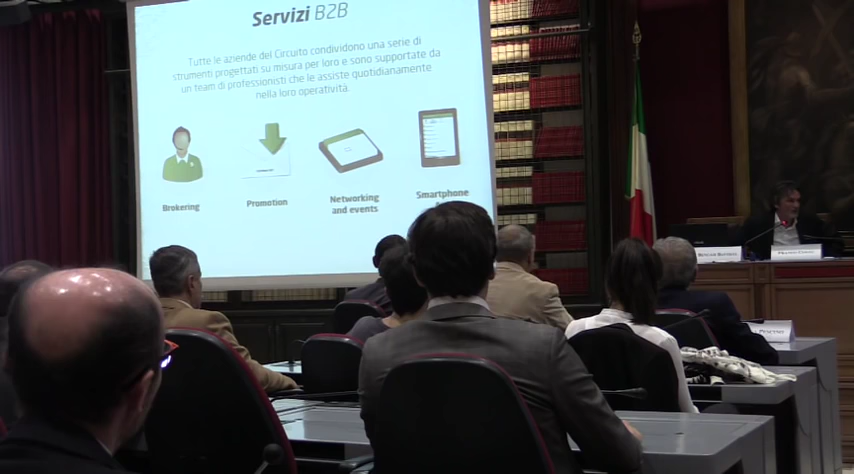 Servizi B2B
Tutte le aziende del Circuito condividono una serie di
strumenti progettati su misura per loro e sono supportate da
un team di professionisti che le assiste quotidianamente
nella loro operatività.
Brokering
Promotion
Networking
and events
Smartphone